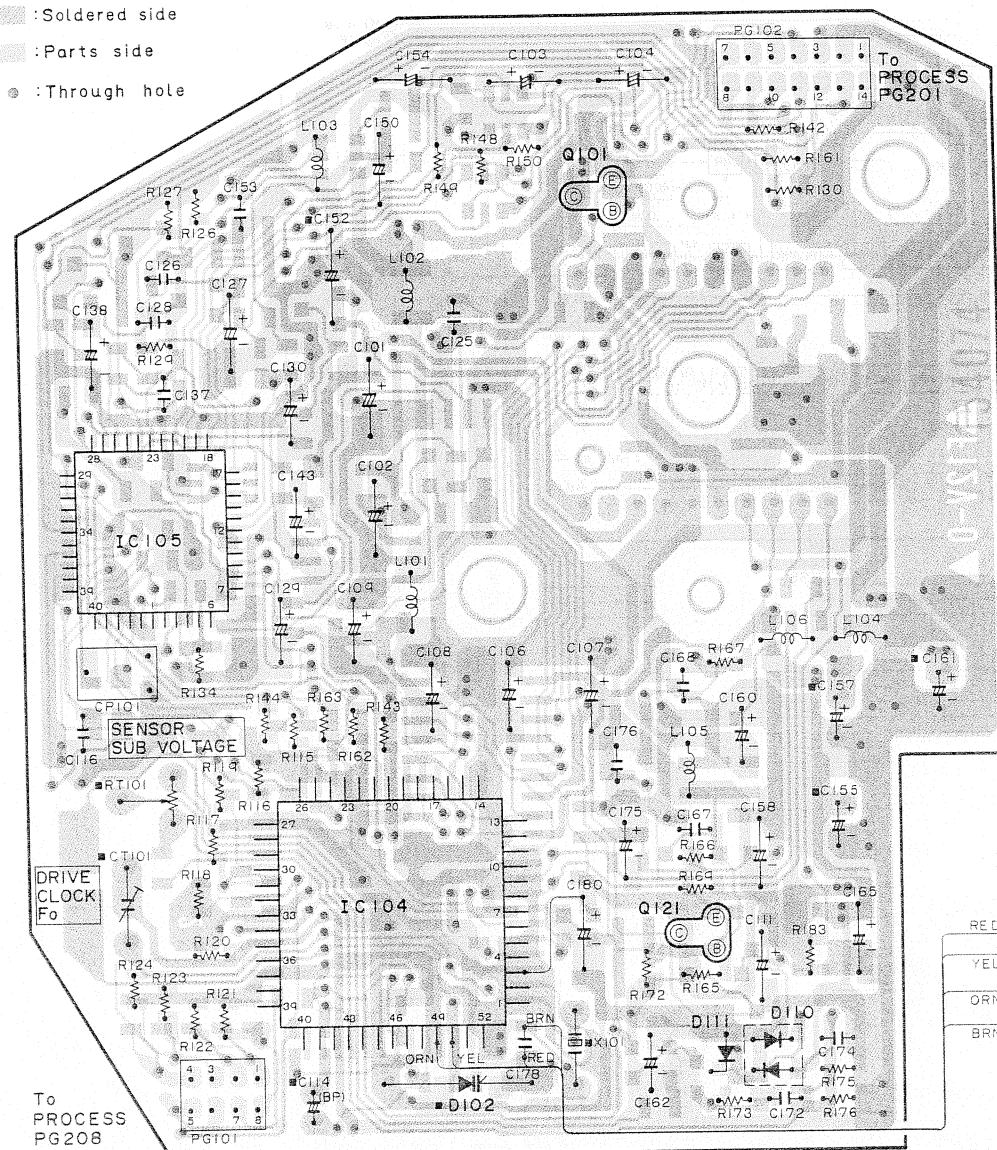 :Soldered side
:Parts side
:Through hole
PG102
7 5 3 1
8 10 12 14
To
PROCESS
PG201
C154
C103
C104
L103
C150
R148
R149
R150
R142
R161
R130
Q101
E
C
B
R127
C153
R126
C152
L102
C126
C127
C128
C138
R129
C125
C137
C130
C101
28 23 18
29
17
34
12
IC105
39
7
40 1 6
C143
C102
L101
C129
C109
L106
L104
C108
C106
C107
C168
R167
C161
C157
R134
CP101
R144
R163
R143
C160
C116
SENSOR
SUB VOLTAGE
R115
R162
C176
L105
RT101
R119
R116
C155
R117
26 23 20 17 14
27
13
C175
C167
C158
R166
CT101
30
10
DRIVE
CLOCK
Fo
R118
IC104
R169
C180
C165
33
7
Q121
E
C
B
C111
R183
R120
36
4
R124
R123
R172
R165
R121
39
1
R122
40 43 46 49 52
BRN
D111
D110
X101
ORN
YEL
RED
C178
C174
4 3 1
C114
(BP)
D102
C162
R175
R173
C172
R176
5 7 8
PG101
To
PROCESS
PG208
RED
YEL
ORN
BRN